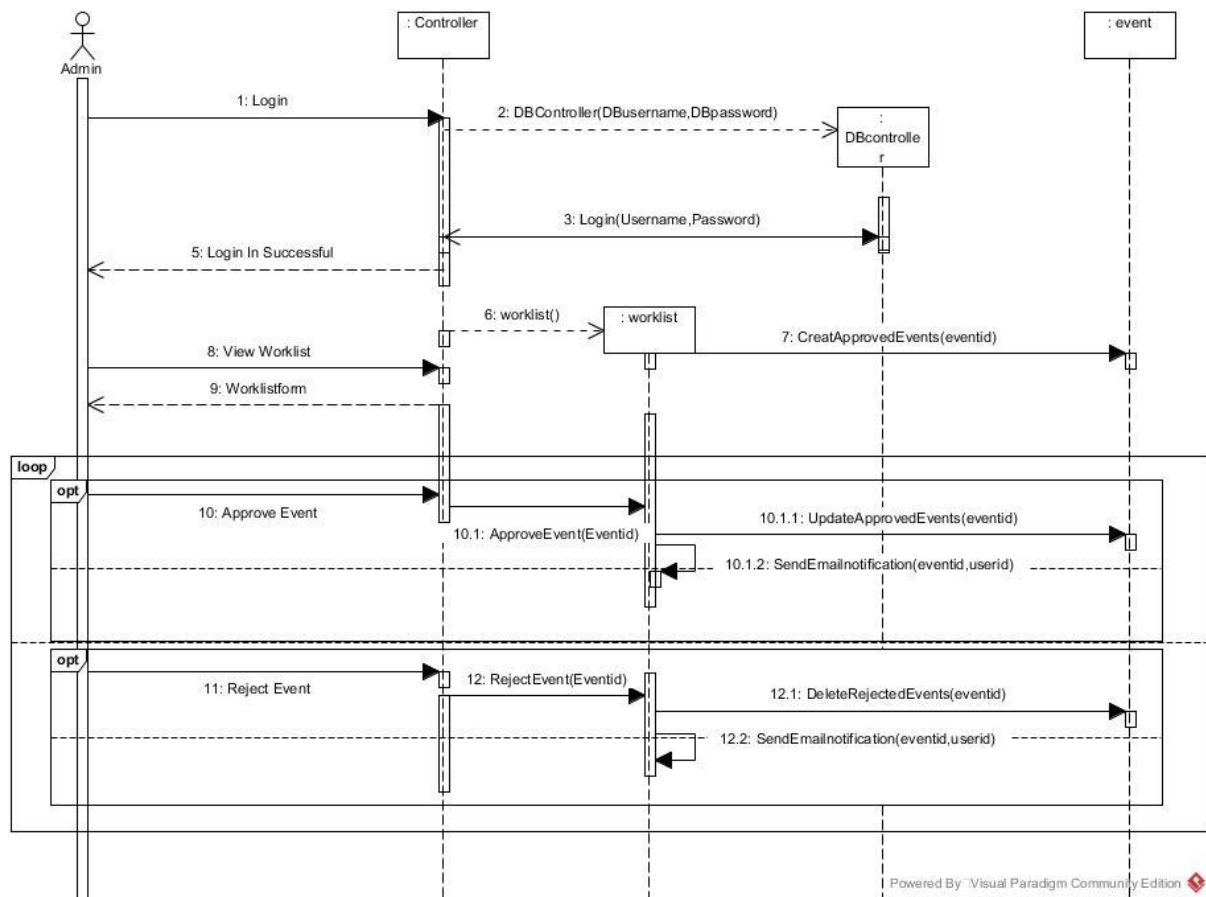 : Controller
: event
Admin
1: Login
2: DBController(DBusername,DBpassword)
:
DBcontrolle
r
3: Login(Username,Password)
5: Login In Successful
6: worklist()
: worklist
7: CreatApprovedEvents(eventid)
8: View Worklist
9: Worklistform
loop
opt
10: Approve Event
10.1: ApproveEvent(Eventid)
10.1.1: UpdateApprovedEvents(eventid)
10.1.2: SendEmailnotification(eventid,userid)
opt
11: Reject Event
12: RejectEvent(Eventid)
12.1: DeleteRejectedEvents(eventid)
12.2: SendEmailnotification(eventid,userid)
Powered By Visual Paradigm Community Edition